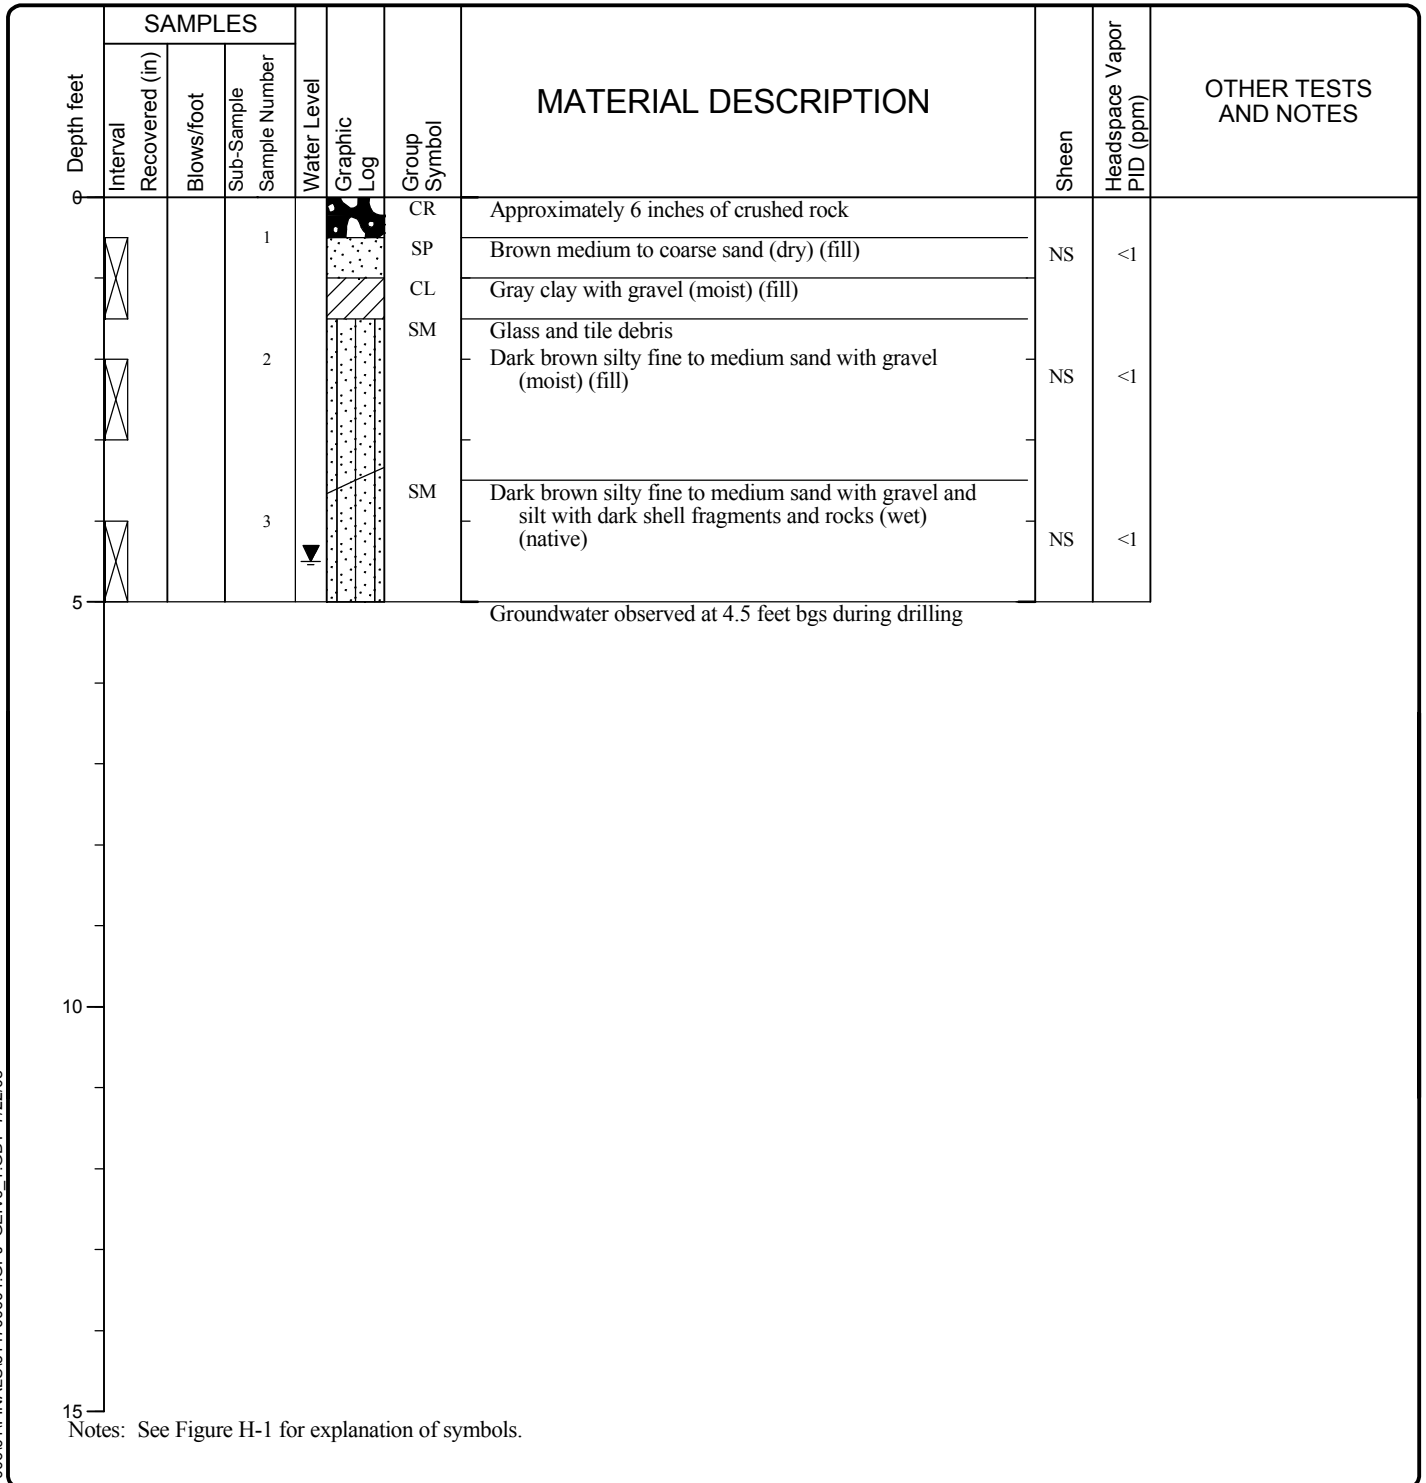 SAMPLES
Depth feet
Interval
Recovered (in)
Blows/foot
Sub-Sample
Sample Number
Water Level
Graphic
Log
Group
Symbol
MATERIAL DESCRIPTION
Sheen
Headspace Vapor
PID (ppm)
OTHER TESTS
AND NOTES
0
CR Approximately 6 inches of crushed rock
1
SP Brown medium to coarse sand (dry) (fill) NS <1
CL Gray clay with gravel (moist) (fill)
SM Glass and tile debris
2 Dark brown silty fine to medium sand with gravel
(moist) (fill) NS <1
SM Dark brown silty fine to medium sand with gravel and
3 silt with dark shell fragments and rocks (wet)
(native) NS <1
5
Groundwater observed at 4.5 feet bgs during drilling
10
15
Notes: See Figure H-1 for explanation of symbols.